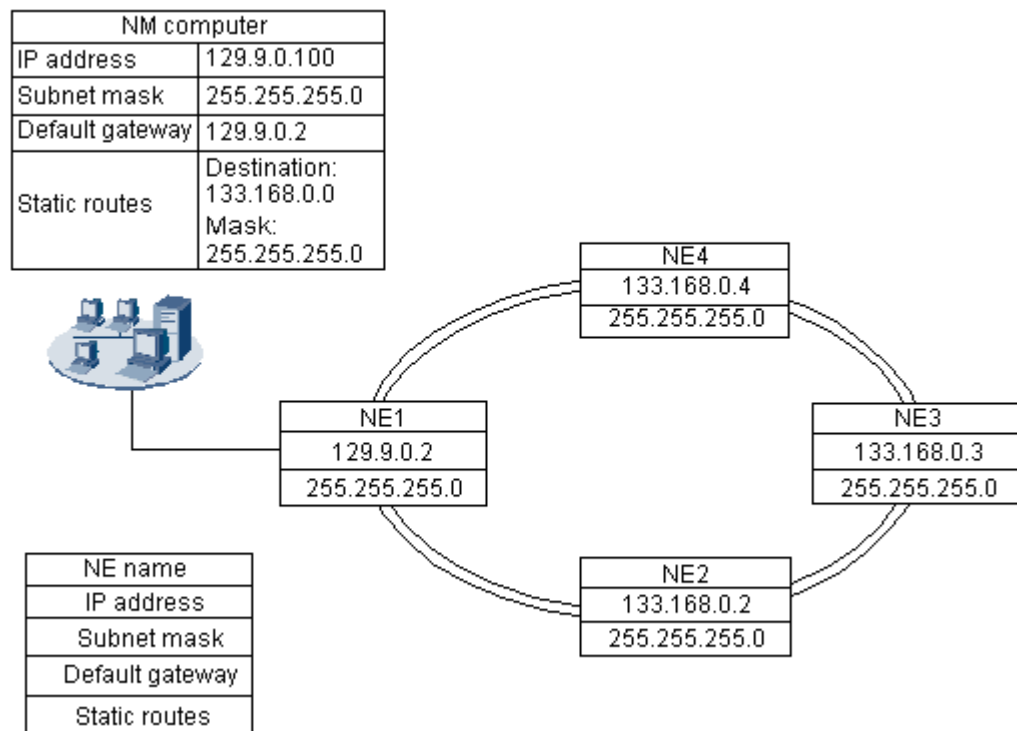 NM computer
IP address 129.9.0.100
Subnet mask 255.255.255.0
Default gateway 129.9.0.2
Static routes
Destination:
133.168.0.0
Mask:
255.255.255.0
NE4
133.168.0.4
255.255.255.0
NE1
129.9.0.2
255.255.255.0
NE3
133.168.0.3
255.255.255.0
NE2
133.168.0.2
255.255.255.0
NE name
IP address
Subnet mask
Default gateway
Static routes